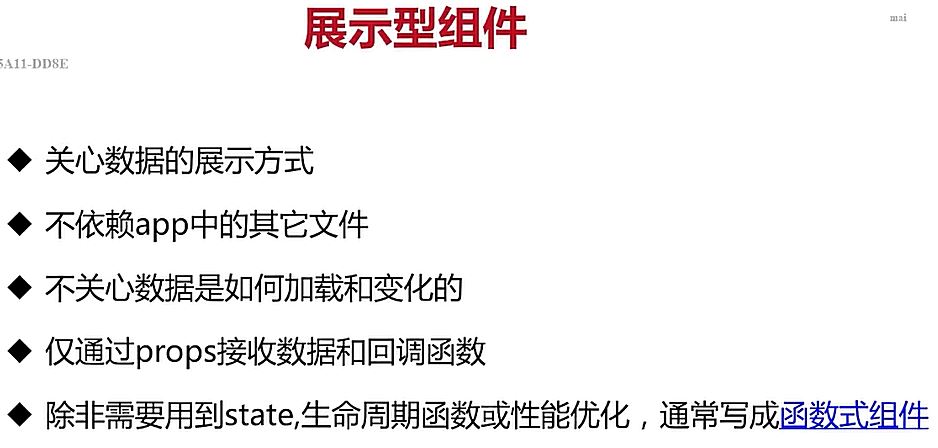 展示型组件
mai
5A11-DD8E
◆ 关心数据的展示方式
◆ 不依赖app中的其它文件
◆ 不关心数据是如何加载和变化的
◆ 仅通过props接收数据和回调函数
◆ 除非需要用到state,生命周期函数或性能优化，通常写成函数式组件